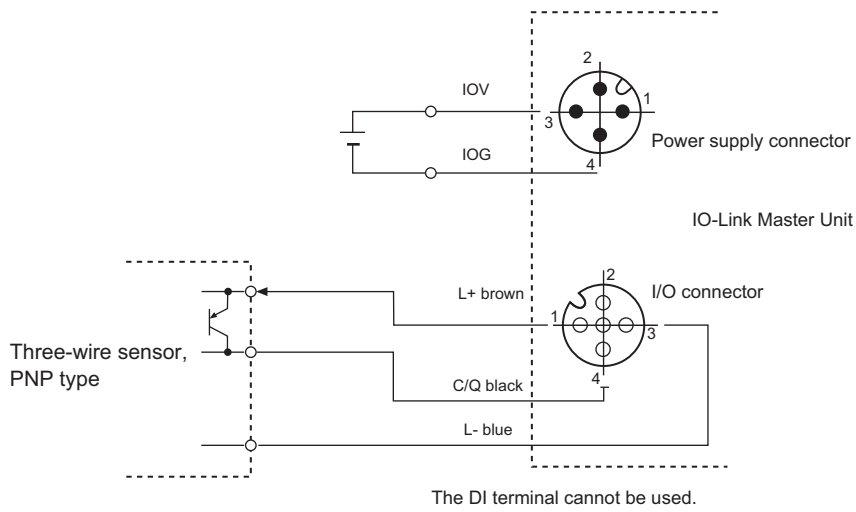 2
IOV
1
3
Power supply connector
IOG
4
IO-Link Master Unit
2
L+ brown
I/O connector
1
3
Three-wire sensor,
PNP type
4
C/Q black
L- blue
The DI terminal cannot be used.